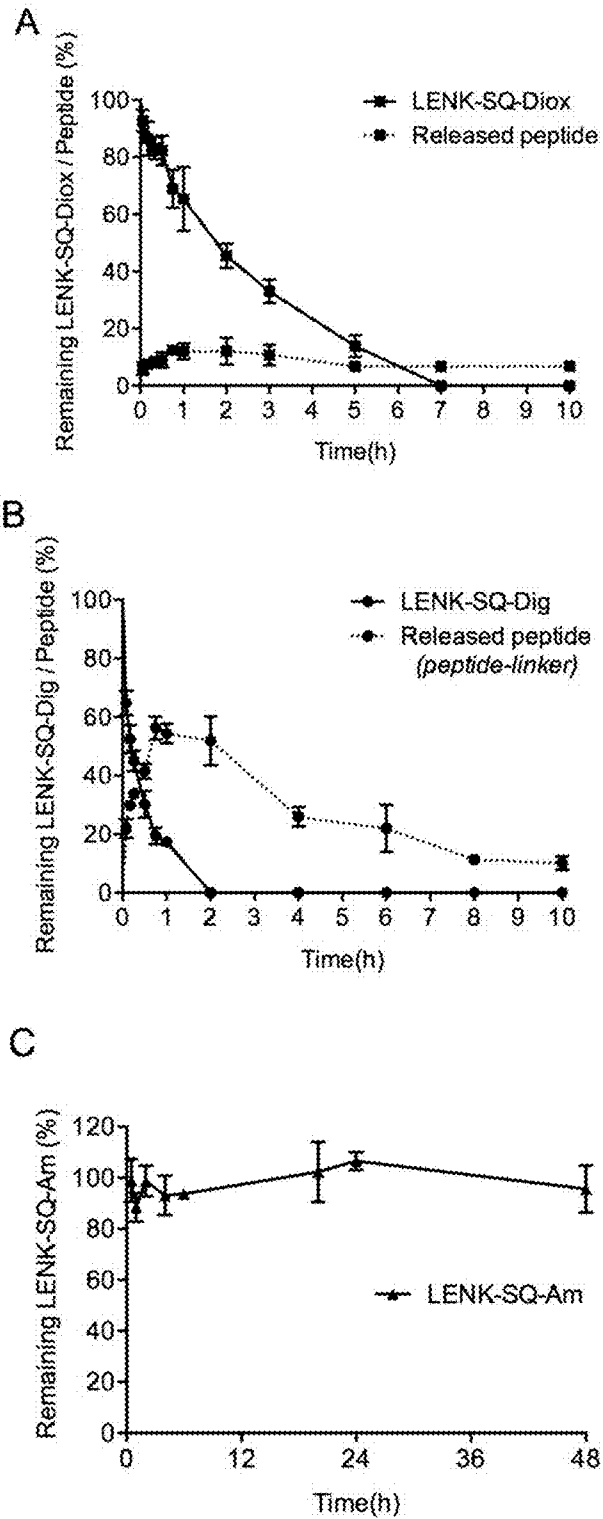 A
Remaining LENK-SQ-Diox / Peptide (%)
LENK-SQ-Diox
Released peptide
100
80
60
40
20
0
0 1 2 3 4 5 6 7 8 9 10
Time(h)
B
Remaining LENK-SQ-Dig / Peptide (%)
LENK-SQ-Dig
Released peptide
(peptide-linker)
100
80
60
40
20
0
0 1 2 3 4 5 6 7 8 9 10
Time(h)
C
Remaining LENK-SQ-Am (%)
120
100
80
60
40
20
0
LENK-SQ-Am
0 12 24 36 48
Time(h)